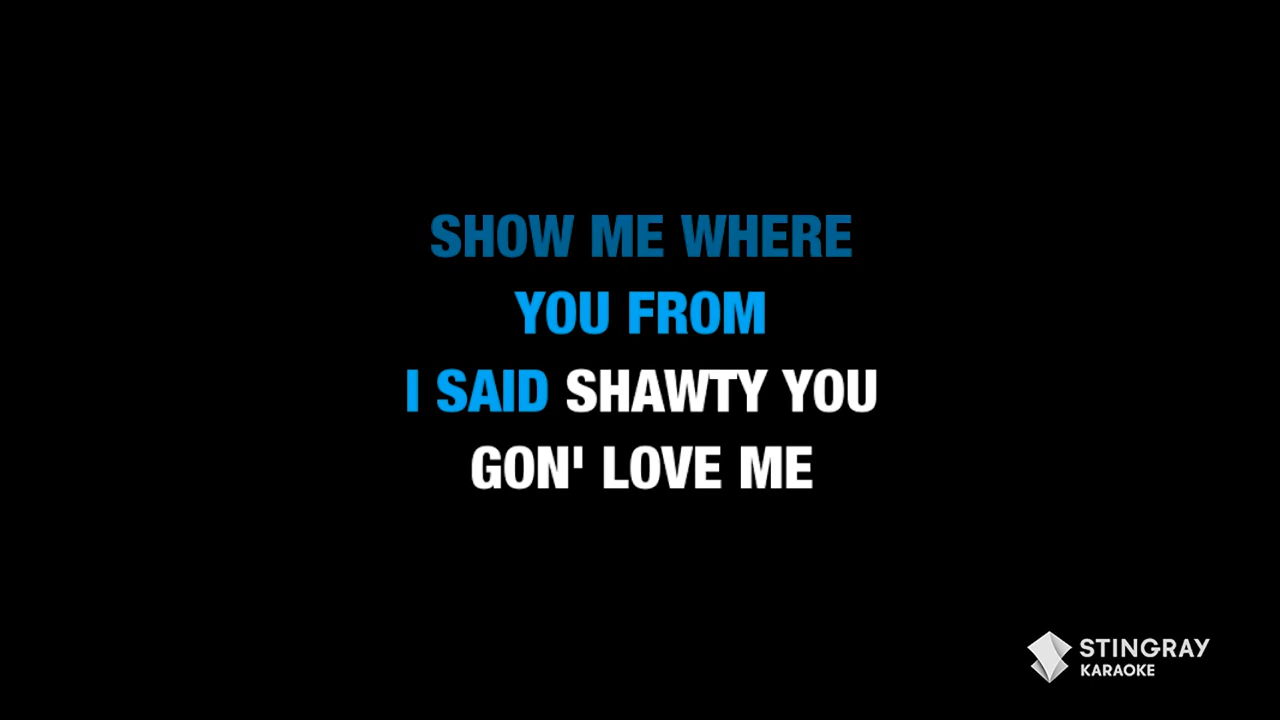 SHOW ME WHERE
YOU FROM
I SAID SHAWTY YOU
GON' LOVE ME
STINGRAY
KARAOKE